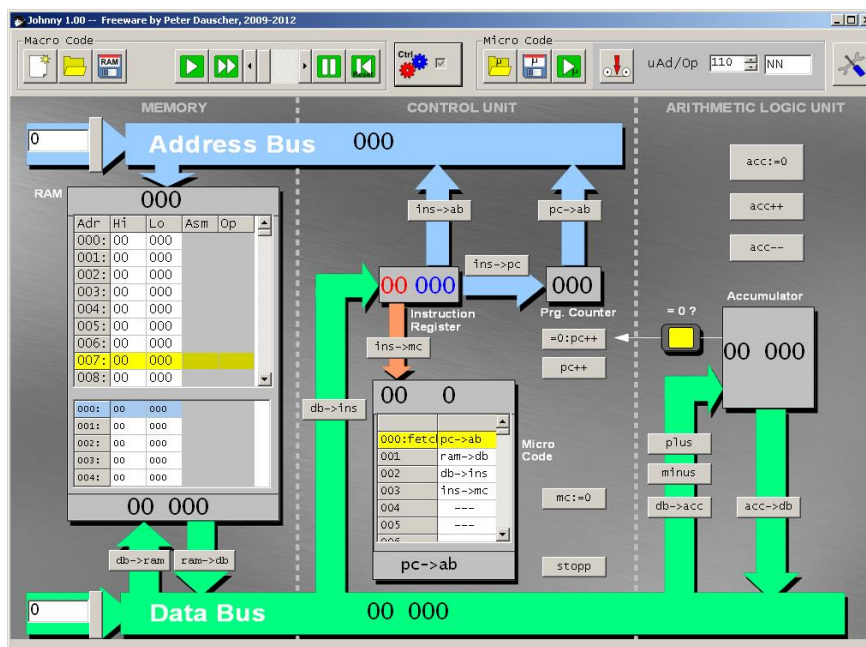 Johnny 1.00 -- Freeware by Peter Dauscher, 2009-2012
Macro Code
Micro Code
RAM
Reset
Ctrl
µ
µ
µ
uAd/Op
110
NN
MEMORY
CONTROL UNIT
ARITHMETIC LOGIC UNIT
0
Address Bus
000
acc:=0
RAM
000
ins->ab
pc->ab
acc++
Adr Hi Lo Asm Op
000: 00 000
001: 00 000
002: 00 000
003: 00 000
004: 00 000
005: 00 000
006: 00 000
007: 00 000
008: 00 000
acc--
ins->pc
00 000
000
Instruction
Register
Prg. Counter
= 0 ?
Accumulator
ins->mc
=0:pc++
00 000
pc++
00 0
db->ins
000: 00 000
001: 00 000
002: 00 000
003: 00 000
004: 00 000
000:fetc pc->ab
001 ram->db
002 db->ins
003 ins->mc
004 ---
005 ---
Micro
Code
plus
minus
mc:=0
db->acc
acc->db
00 000
db->ram
ram->db
pc->ab
stopp
0
Data Bus
00 000